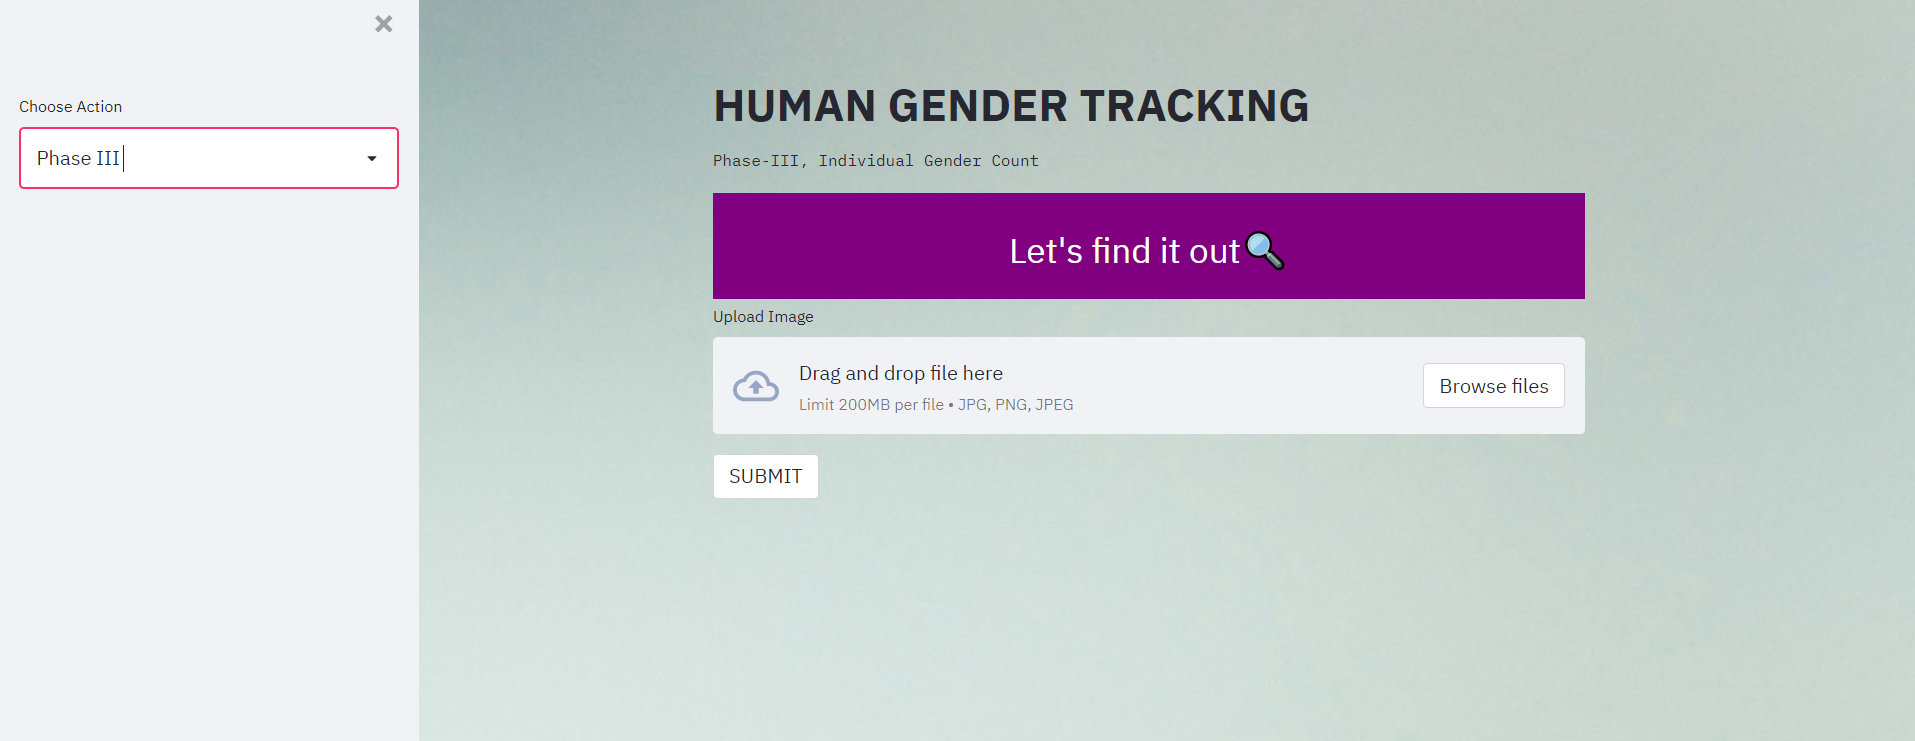 Choose Action
Phase III
HUMAN GENDER TRACKING
Phase-III, Individual Gender Count
Let's find it out🔍
Upload Image
Drag and drop file here
Limit 200MB per file • JPG, PNG, JPEG
Browse files
SUBMIT